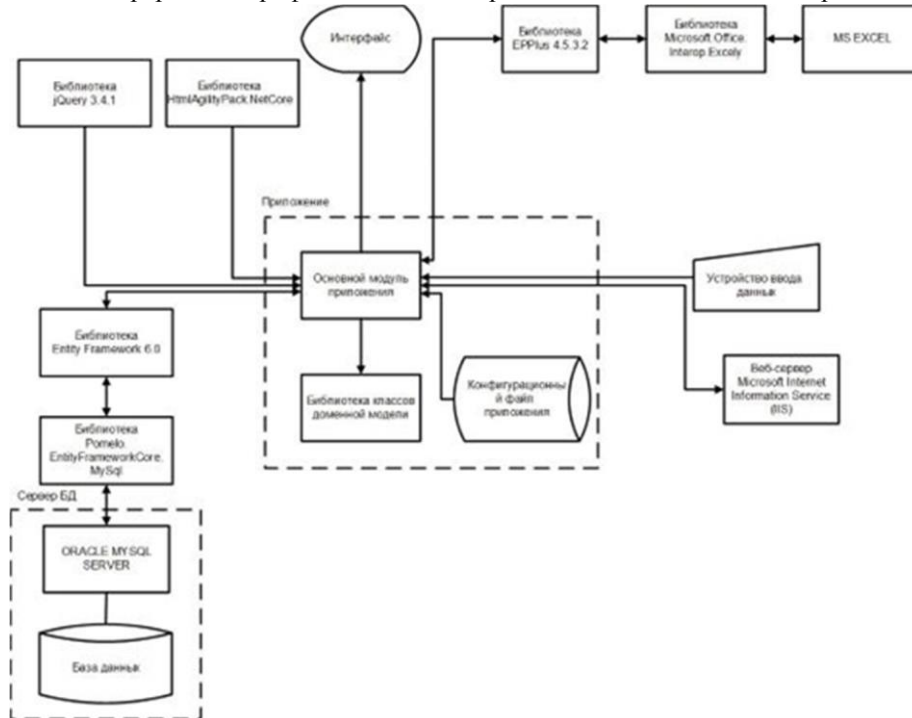 Интерфейс
Библиотека
EPPlus 4.5.3.2
Библиотека
Microsoft Office.
Interop.Excely
MS EXCEL
Библиотека
jQuery 3.4.1
Библиотека
HtmlAgilityPack.NetCore
Приложение
Основной модуль
приложения
Устройство ввода
данных
Библиотека
Entity Framework 6.0
Библиотека классов
доменной модели
Конфигурационны
й файл
приложения
Веб-сервер
Microsoft Internet
Information Service
(IIS)
Библиотека
Pomelo.
EntityFrameworkCore.
MySql
Сервер БД
ORACLE MYSQL
SERVER
База данных